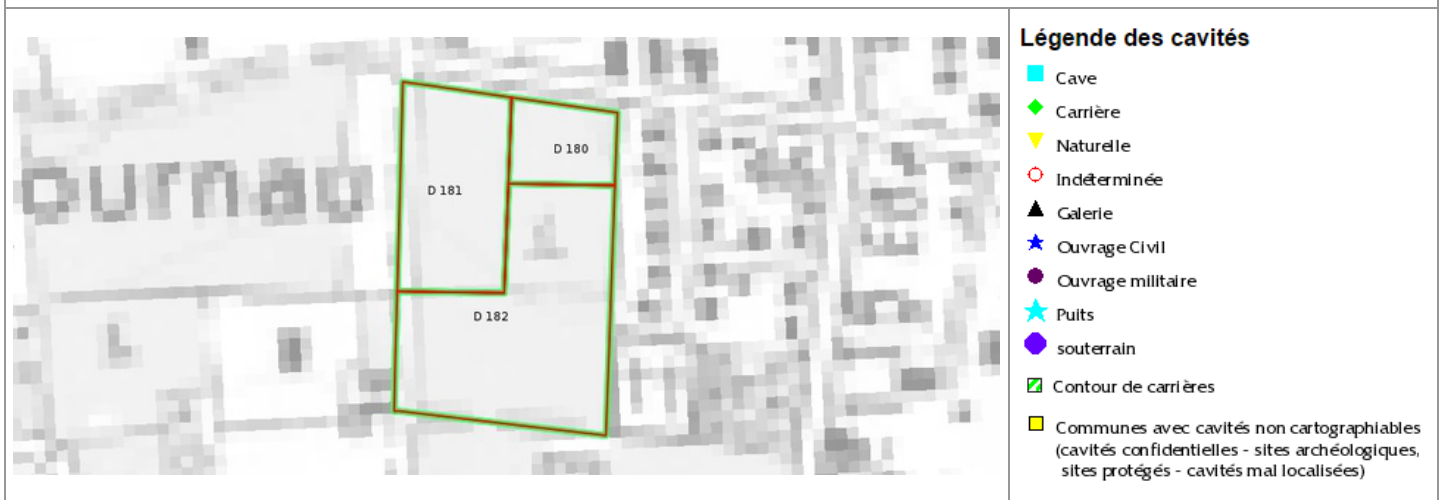 ournad
D 180
D 181
D 182
Légende des cavités
Cave
Carrière
Naturelle
Indéterminée
Galerie
Ouvrage Civil
Ouvrage militaire
Puits
souterrain
Contour de carrières
Communes avec cavités non cartographiables
(cavités confidentielles - sites archéologiques,
sites protégés - cavités mal localisées)